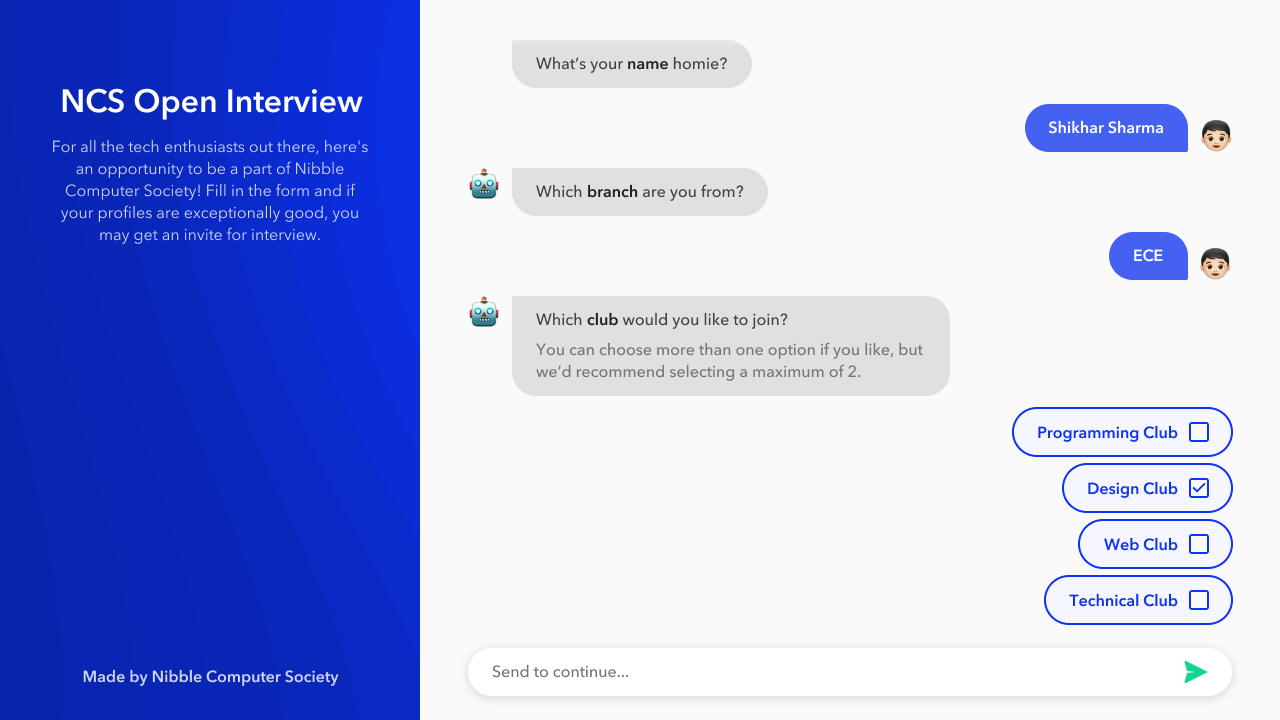 NCS Open Interview
For all the tech enthusiasts out there, here's
an opportunity to be a part of Nibble
Computer Society! Fill in the form and if
your profiles are exceptionally good, you
may get an invite for interview.
Made by Nibble Computer Society
What’s your name homie?
Shikhar Sharma
Which branch are you from?
ECE
Which club would you like to join?
You can choose more than one option if you like, but
we’d recommend selecting a maximum of 2.
Programming Club
Design Club
Web Club
Technical Club
Send to continue...